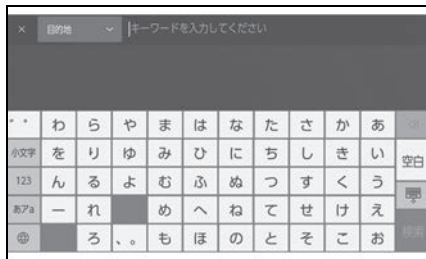 × 目的地 キーワードを入力してください
゛゜ わ ら や ま は な た さ か あ
小文字 を り ゆ み ひ に ち し き い 空白
123 ん る よ む ふ ぬ つ す く う
あアa ー れ め へ ね て せ け え
ろ 、。 も ほ の と そ こ お 検索